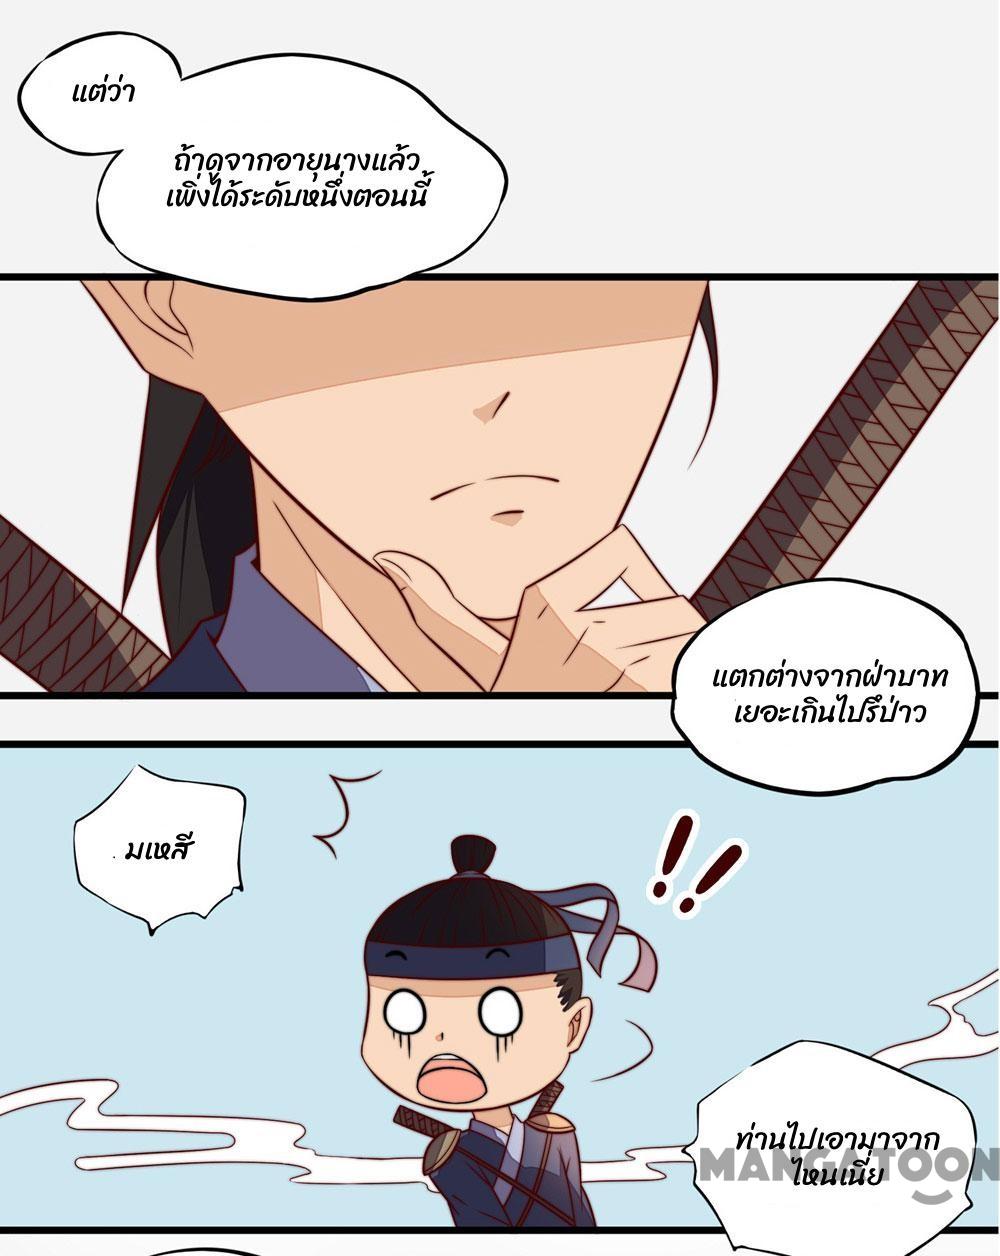 แต่ว่า
ถ้าดูจากอายุนางแล้ว
เพิ่งได้ระดับหนึ่งตอนนี้
แตกต่างจากฝ่าบาท
เยอะเกินไปรึป่าว
มเหสี
!!
ท่านไปเอามาจาก
ไหนเนี่ย
MANGATOON